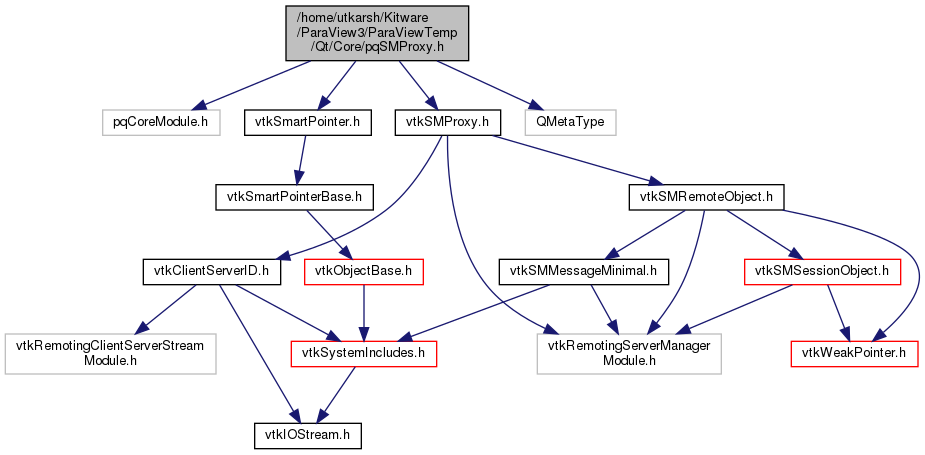 /home/utkarsh/Kitware
/ParaView3/ParaViewTemp
/Qt/Core/pqSMProxy.h
pqCoreModule.h
vtkSmartPointer.h
vtkSMProxy.h
QMetaType
vtkSmartPointerBase.h
vtkSMRemoteObject.h
vtkClientServerID.h
vtkObjectBase.h
vtkSMMessageMinimal.h
vtkSMSessionObject.h
vtkRemotingClientServerStream
Module.h
vtkSystemIncludes.h
vtkRemotingServerManager
Module.h
vtkWeakPointer.h
vtkIOStream.h